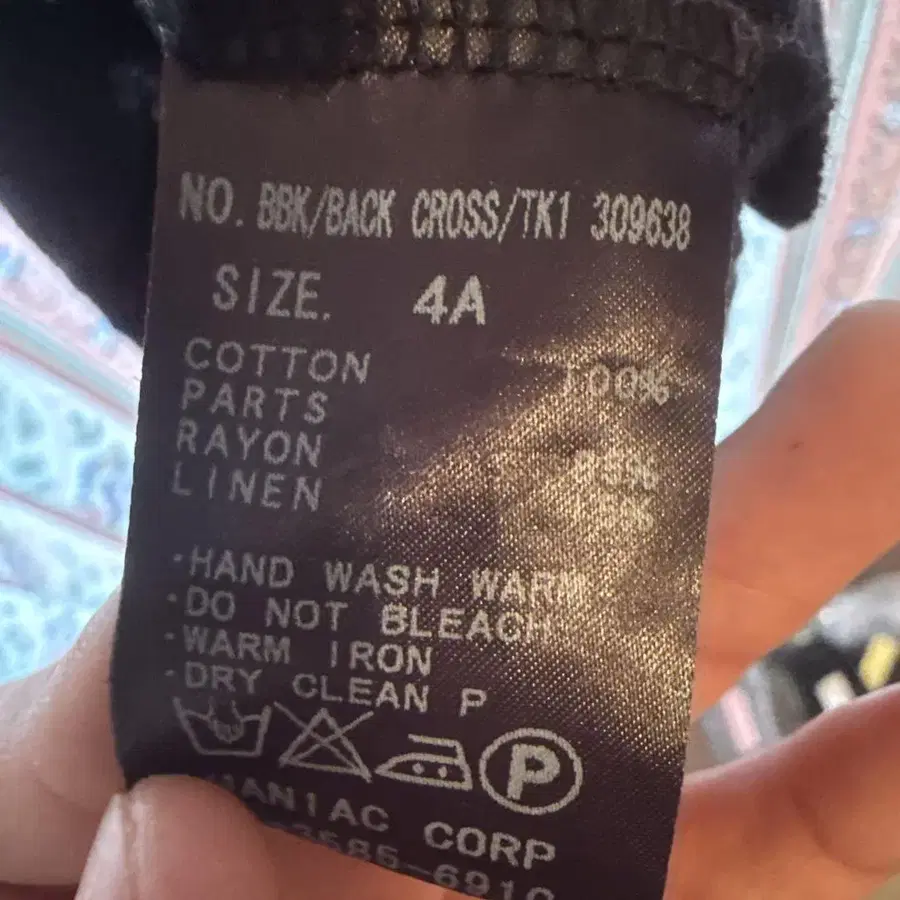 NO. BBK/BACK CROSS/TK1 309638
SIZE. 4A
COTTON 100%
PARTS
RAYON
LINEN
·HAND WASH WARM
·DO NOT BLEACH
·WARM IRON
·DRY CLEAN P
P
CORP